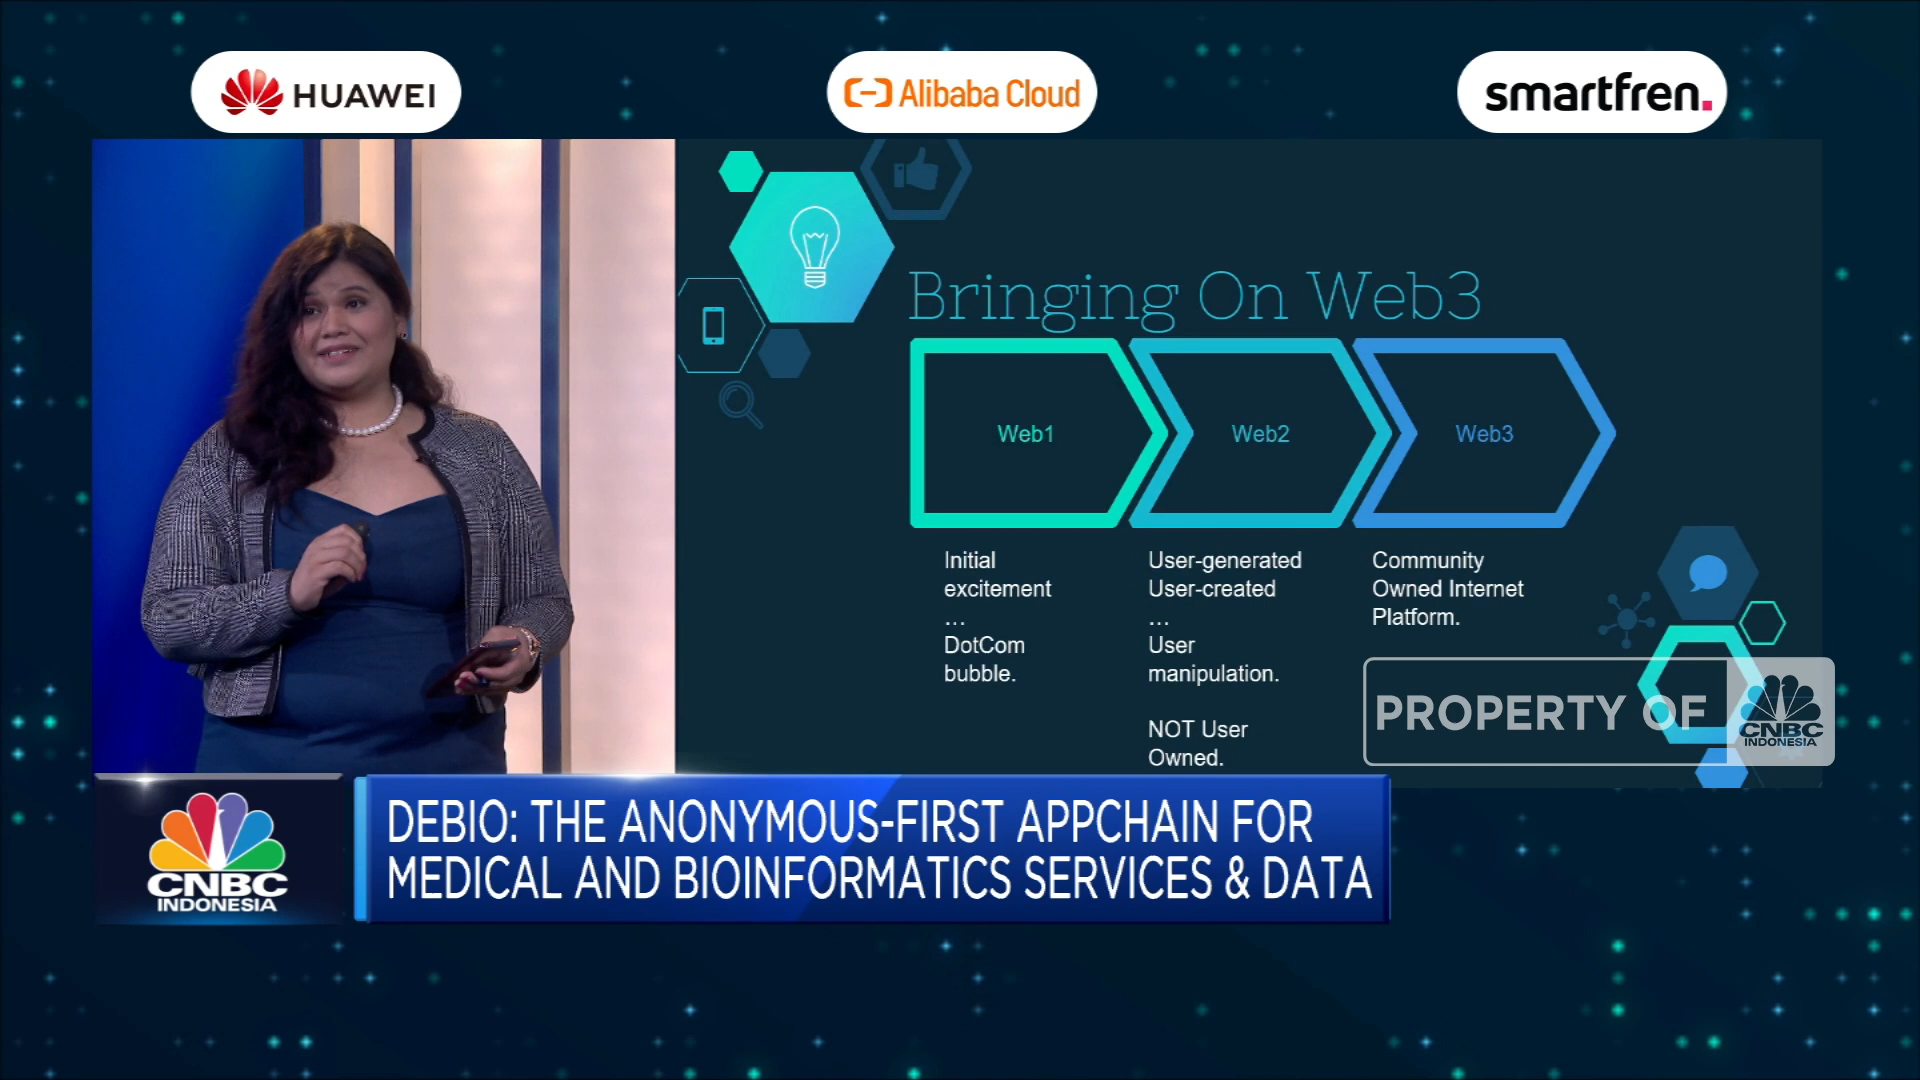 HUAWEI
Alibaba Cloud
smartfren.
Bringing On Web3
Web1
Web2
Web3
Initial
excitement
...
DotCom
bubble.
User-generated
User-created
...
User
manipulation.
NOT User
Owned.
Community
Owned Internet
Platform.
PROPERTY OF
CNBC
INDONESIA
CNBC
INDONESIA
DEBIO: THE ANONYMOUS-FIRST APPCHAIN FOR
MEDICAL AND BIOINFORMATICS SERVICES & DATA